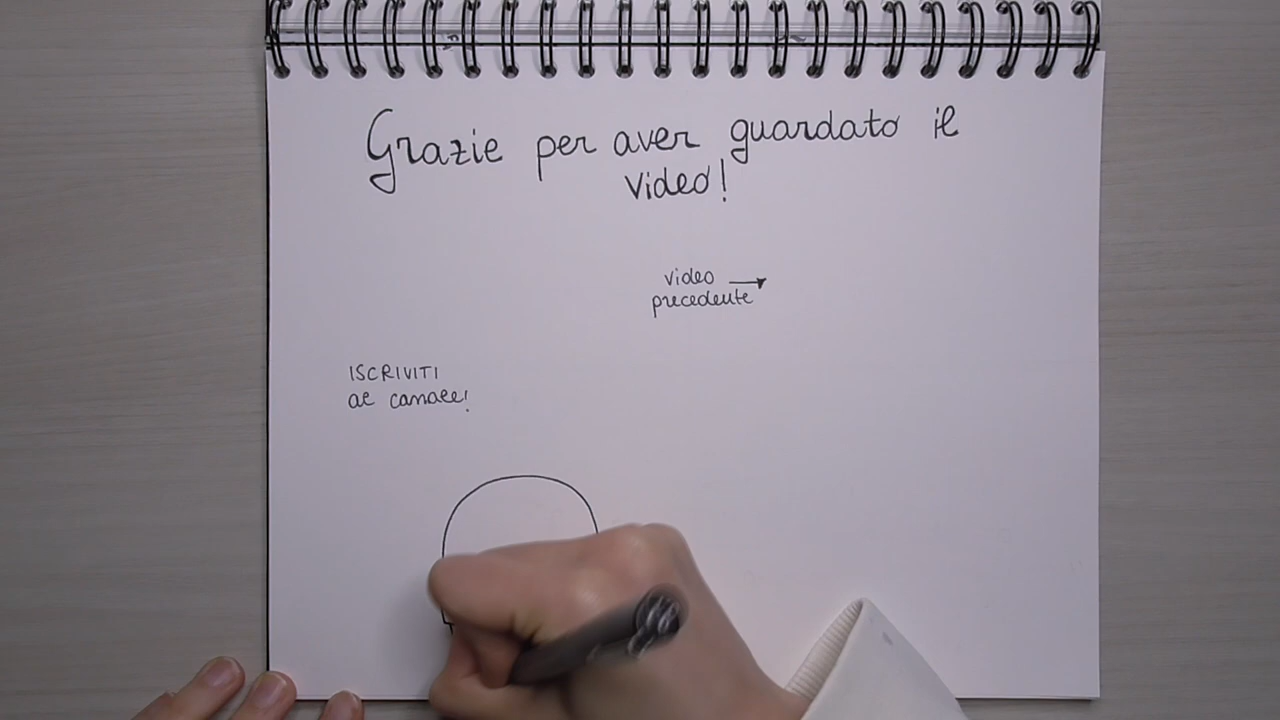 Grazie per aver guardato il
video!
video
precedente
ISCRIVITI
al canale!